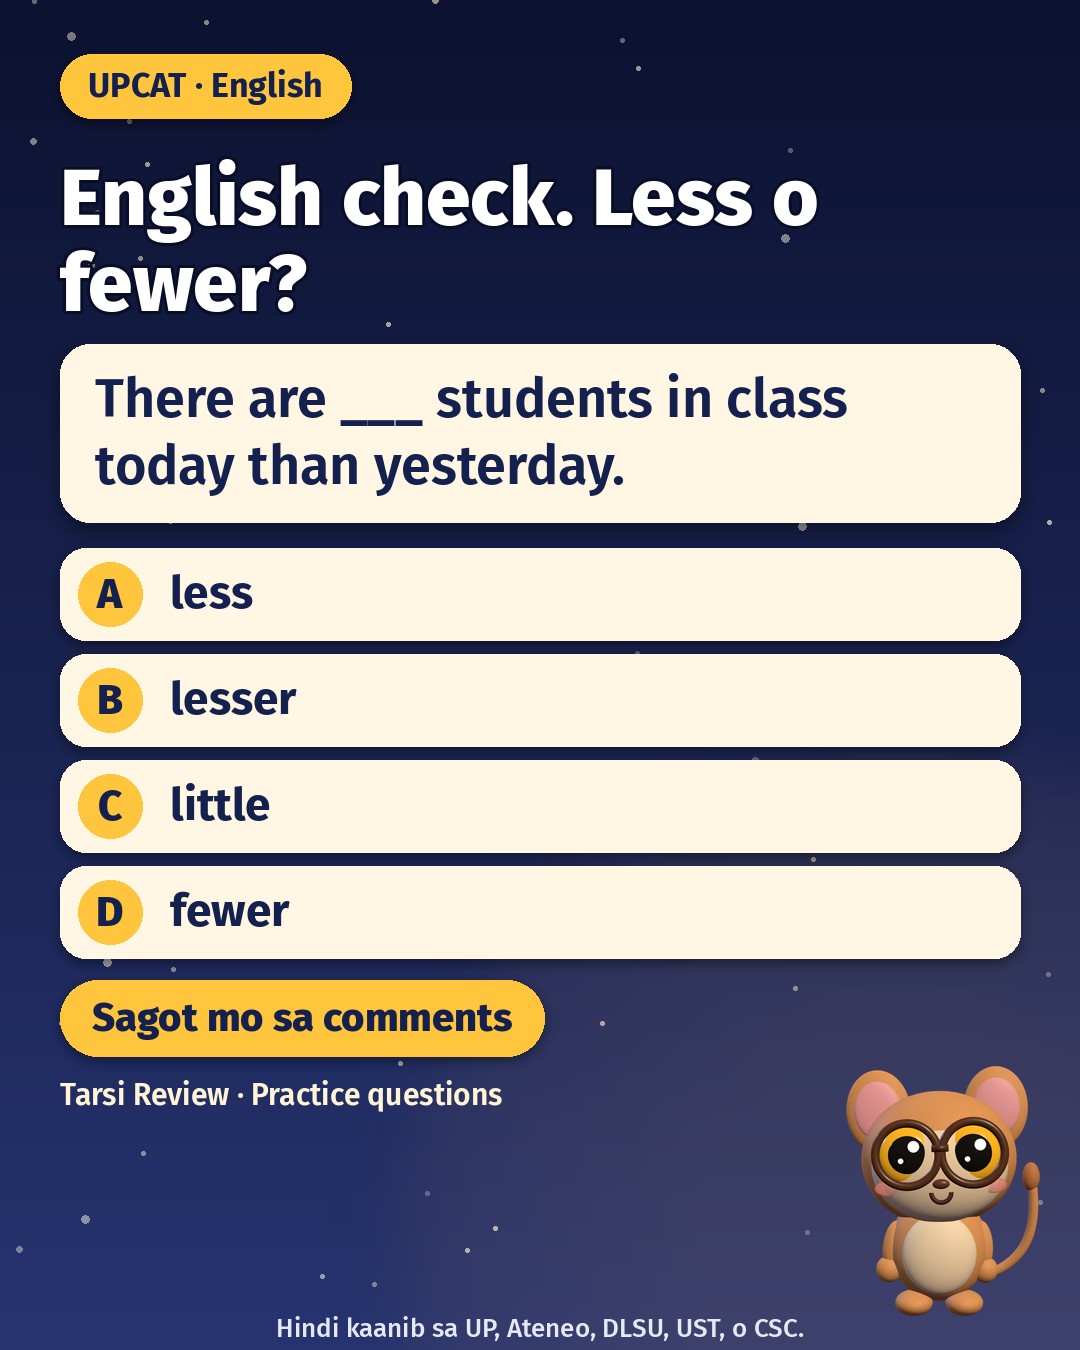 UPCAT · English
English check. Less o
fewer?
There are ___ students in class
today than yesterday.
A less
B lesser
C little
D fewer
Sagot mo sa comments
Tarsi Review · Practice questions
Hindi kaanib sa UP, Ateneo, DLSU, UST, o CSC.